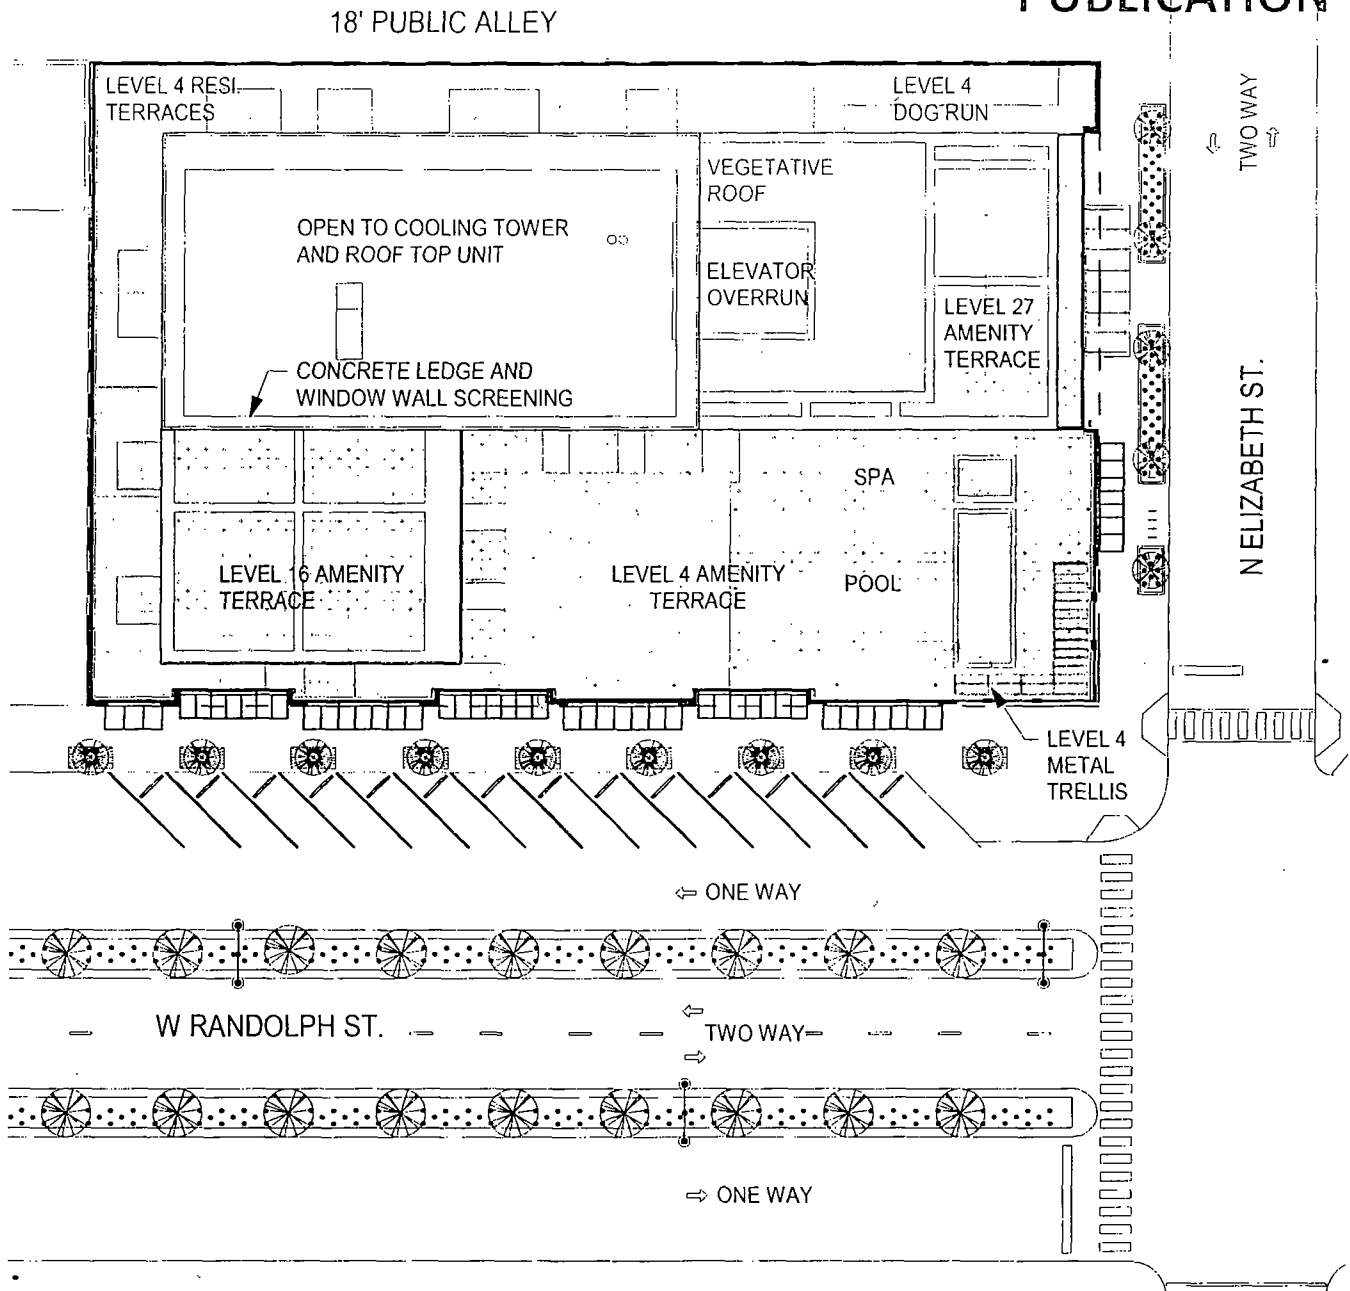 PUBLICATION
18' PUBLIC ALLEY
LEVEL 4 RESI.
TERRACES
LEVEL 4
DOG RUN
TWO WAY
VEGETATIVE
ROOF
OPEN TO COOLING TOWER
AND ROOF TOP UNIT
ELEVATOR
OVERRUN
LEVEL 27
AMENITY
TERRACE
CONCRETE LEDGE AND
WINDOW WALL SCREENING
N ELIZABETH ST.
SPA
LEVEL 16 AMENITY
TERRACE
LEVEL 4 AMENITY
TERRACE
POOL
LEVEL 4
METAL
TRELLIS
ONE WAY
W RANDOLPH ST.
TWO WAY
ONE WAY